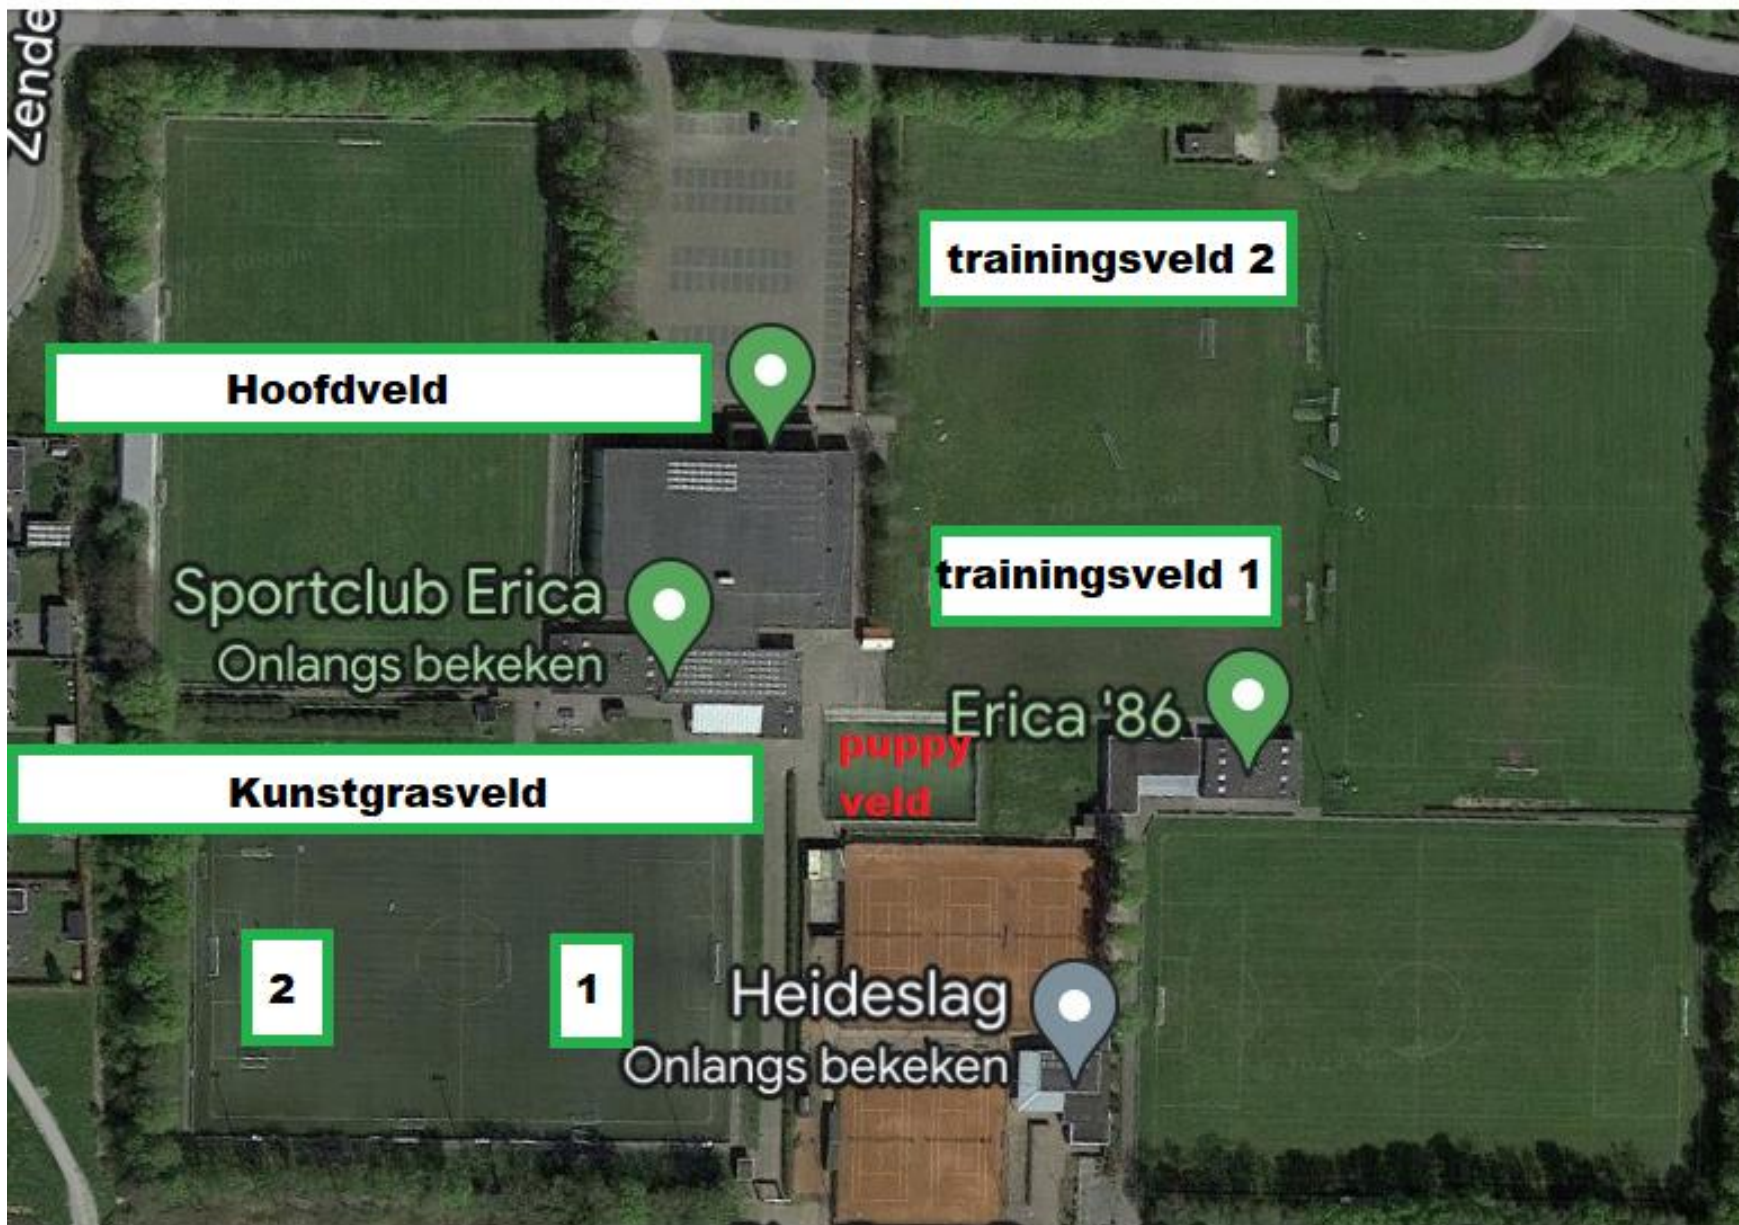 Zende
trainingsveld 2
Hoofdveld
trainingsveld 1
Sportclub Erica
Onlangs bekeken
Erica '86
puppy
veld
Kunstgrasveld
2
1
Heideslag
Onlangs bekeken